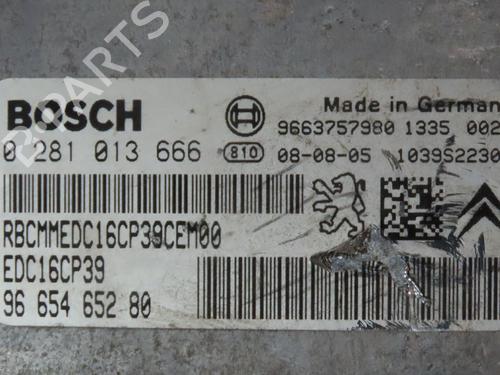 B-PARTS
BOSCH
Made in German
9663757980 1335 002
0 281 013 666 810 08-08-05 1039S2230
RBCMMEDC16CP39CEM00
EDC16CP39
96 654 652 80